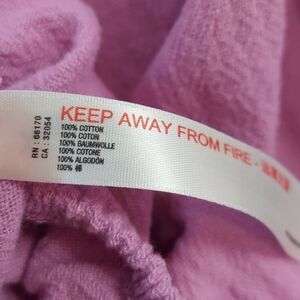 RN : 66170
CA : 32054
KEEP AWAY FROM FIRE -
100% COTTON
100% COTON
100% BAUMWOLLE
100% COTONE
100% ALGODÓN
100% 棉